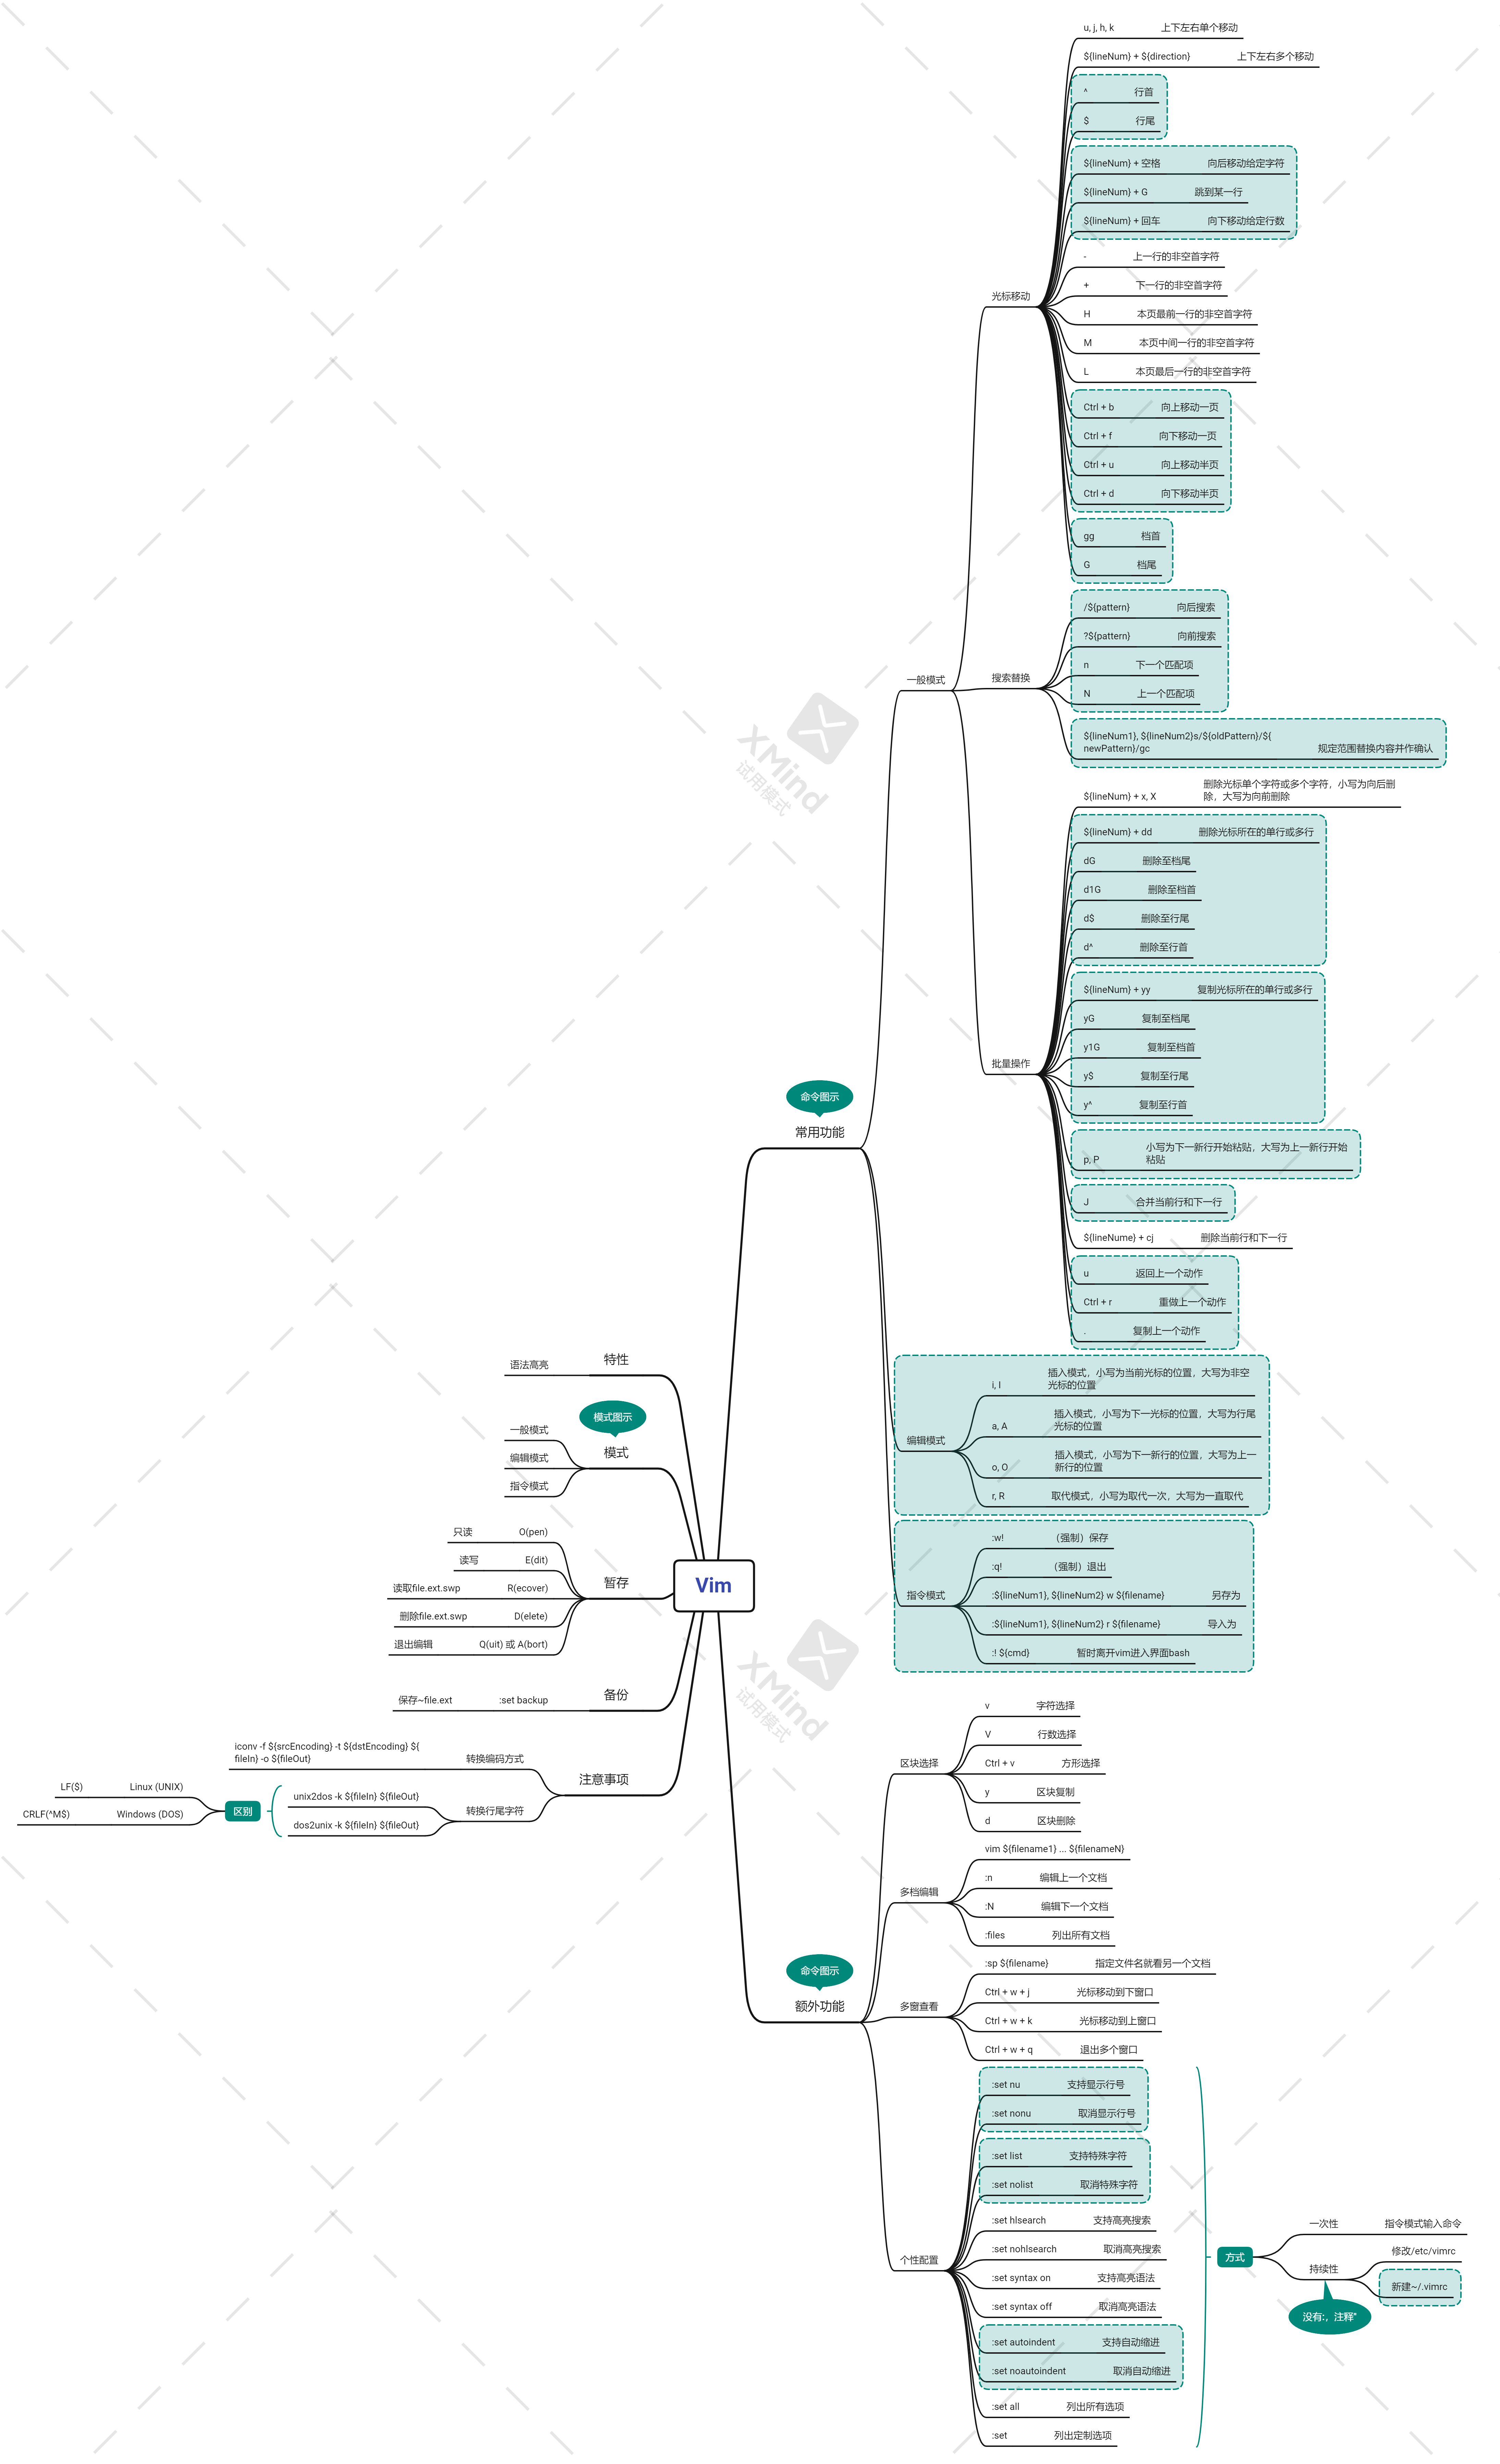 Vim
命令图示
常用功能
一般模式
光标移动
u, j, h, k 上下左右单个移动
${lineNum} + ${direction} 上下左右多个移动
^ 行首
$ 行尾
${lineNum} + 空格 向后移动给定字符
${lineNum} + G 跳到某一行
${lineNum} + 回车 向下移动给定行数
- 上一行的非空首字符
+ 下一行的非空首字符
H 本页最前一行的非空首字符
M 本页中间一行的非空首字符
L 本页最后一行的非空首字符
Ctrl + b 向上移动一页
Ctrl + f 向下移动一页
Ctrl + u 向上移动半页
Ctrl + d 向下移动半页
gg 档首
G 档尾
搜索替换
/${pattern} 向后搜索
?${pattern} 向前搜索
n 下一个匹配项
N 上一个匹配项
${lineNum1}, ${lineNum2}s/${oldPattern}/${
newPattern}/gc 规定范围替换内容并作确认
批量操作
${lineNum} + x, X 删除光标单个字符或多个字符，小写为向后删
除，大写为向前删除
${lineNum} + dd 删除光标所在的单行或多行
dG 删除至档尾
d1G 删除至档首
d$ 删除至行尾
d^ 删除至行首
${lineNum} + yy 复制光标所在的单行或多行
yG 复制至档尾
y1G 复制至档首
y$ 复制至行尾
y^ 复制至行首
p, P 小写为下一新行开始粘贴，大写为上一新行开始
粘贴
J 合并当前行和下一行
${lineNume} + cj 删除当前行和下一行
u 返回上一个动作
Ctrl + r 重做上一个动作
. 复制上一个动作
编辑模式
i, I 插入模式，小写为当前光标的位置，大写为非空
光标的位置
a, A 插入模式，小写为下一光标的位置，大写为行尾
光标的位置
o, O 插入模式，小写为下一新行的位置，大写为上一
新行的位置
r, R 取代模式，小写为取代一次，大写为一直取代
指令模式
:w! （强制）保存
:q! （强制）退出
:${lineNum1}, ${lineNum2} w ${filename} 另存为
:${lineNum1}, ${lineNum2} r ${filename} 导入为
:! ${cmd} 暂时离开vim进入界面bash
命令图示
额外功能
区块选择
v 字符选择
V 行数选择
Ctrl + v 方形选择
y 区块复制
d 区块删除
多档编辑
vim ${filename1} ... ${filenameN}
:n 编辑上一个文档
:N 编辑下一个文档
:files 列出所有文档
多窗查看
:sp ${filename} 指定文件名就看另一个文档
Ctrl + w + j 光标移动到下窗口
Ctrl + w + k 光标移动到上窗口
Ctrl + w + q 退出多个窗口
个性配置
:set nu 支持显示行号
:set nonu 取消显示行号
:set list 支持特殊字符
:set nolist 取消特殊字符
:set hlsearch 支持高亮搜索
:set nohlsearch 取消高亮搜索
:set syntax on 支持高亮语法
:set syntax off 取消高亮语法
:set autoindent 支持自动缩进
:set noautoindent 取消自动缩进
:set all 列出所有选项
:set 列出定制选项
方式
一次性 指令模式输入命令
持续性
修改/etc/vimrc
新建~/.vimrc
没有:，注释"
特性
语法高亮
模式图示
模式
一般模式
编辑模式
指令模式
暂存
只读 O(pen)
读写 E(dit)
读取file.ext.swp R(ecover)
删除file.ext.swp D(elete)
退出编辑 Q(uit) 或 A(bort)
备份
保存~file.ext :set backup
注意事项
iconv -f ${srcEncoding} -t ${dstEncoding} ${
fileIn} -o ${fileOut} 转换编码方式
转换行尾字符
unix2dos -k ${fileIn} ${fileOut}
dos2unix -k ${fileIn} ${fileOut}
区别
LF($) Linux (UNIX)
CRLF(^M$) Windows (DOS)
XMind
试用模式
XMind
试用模式